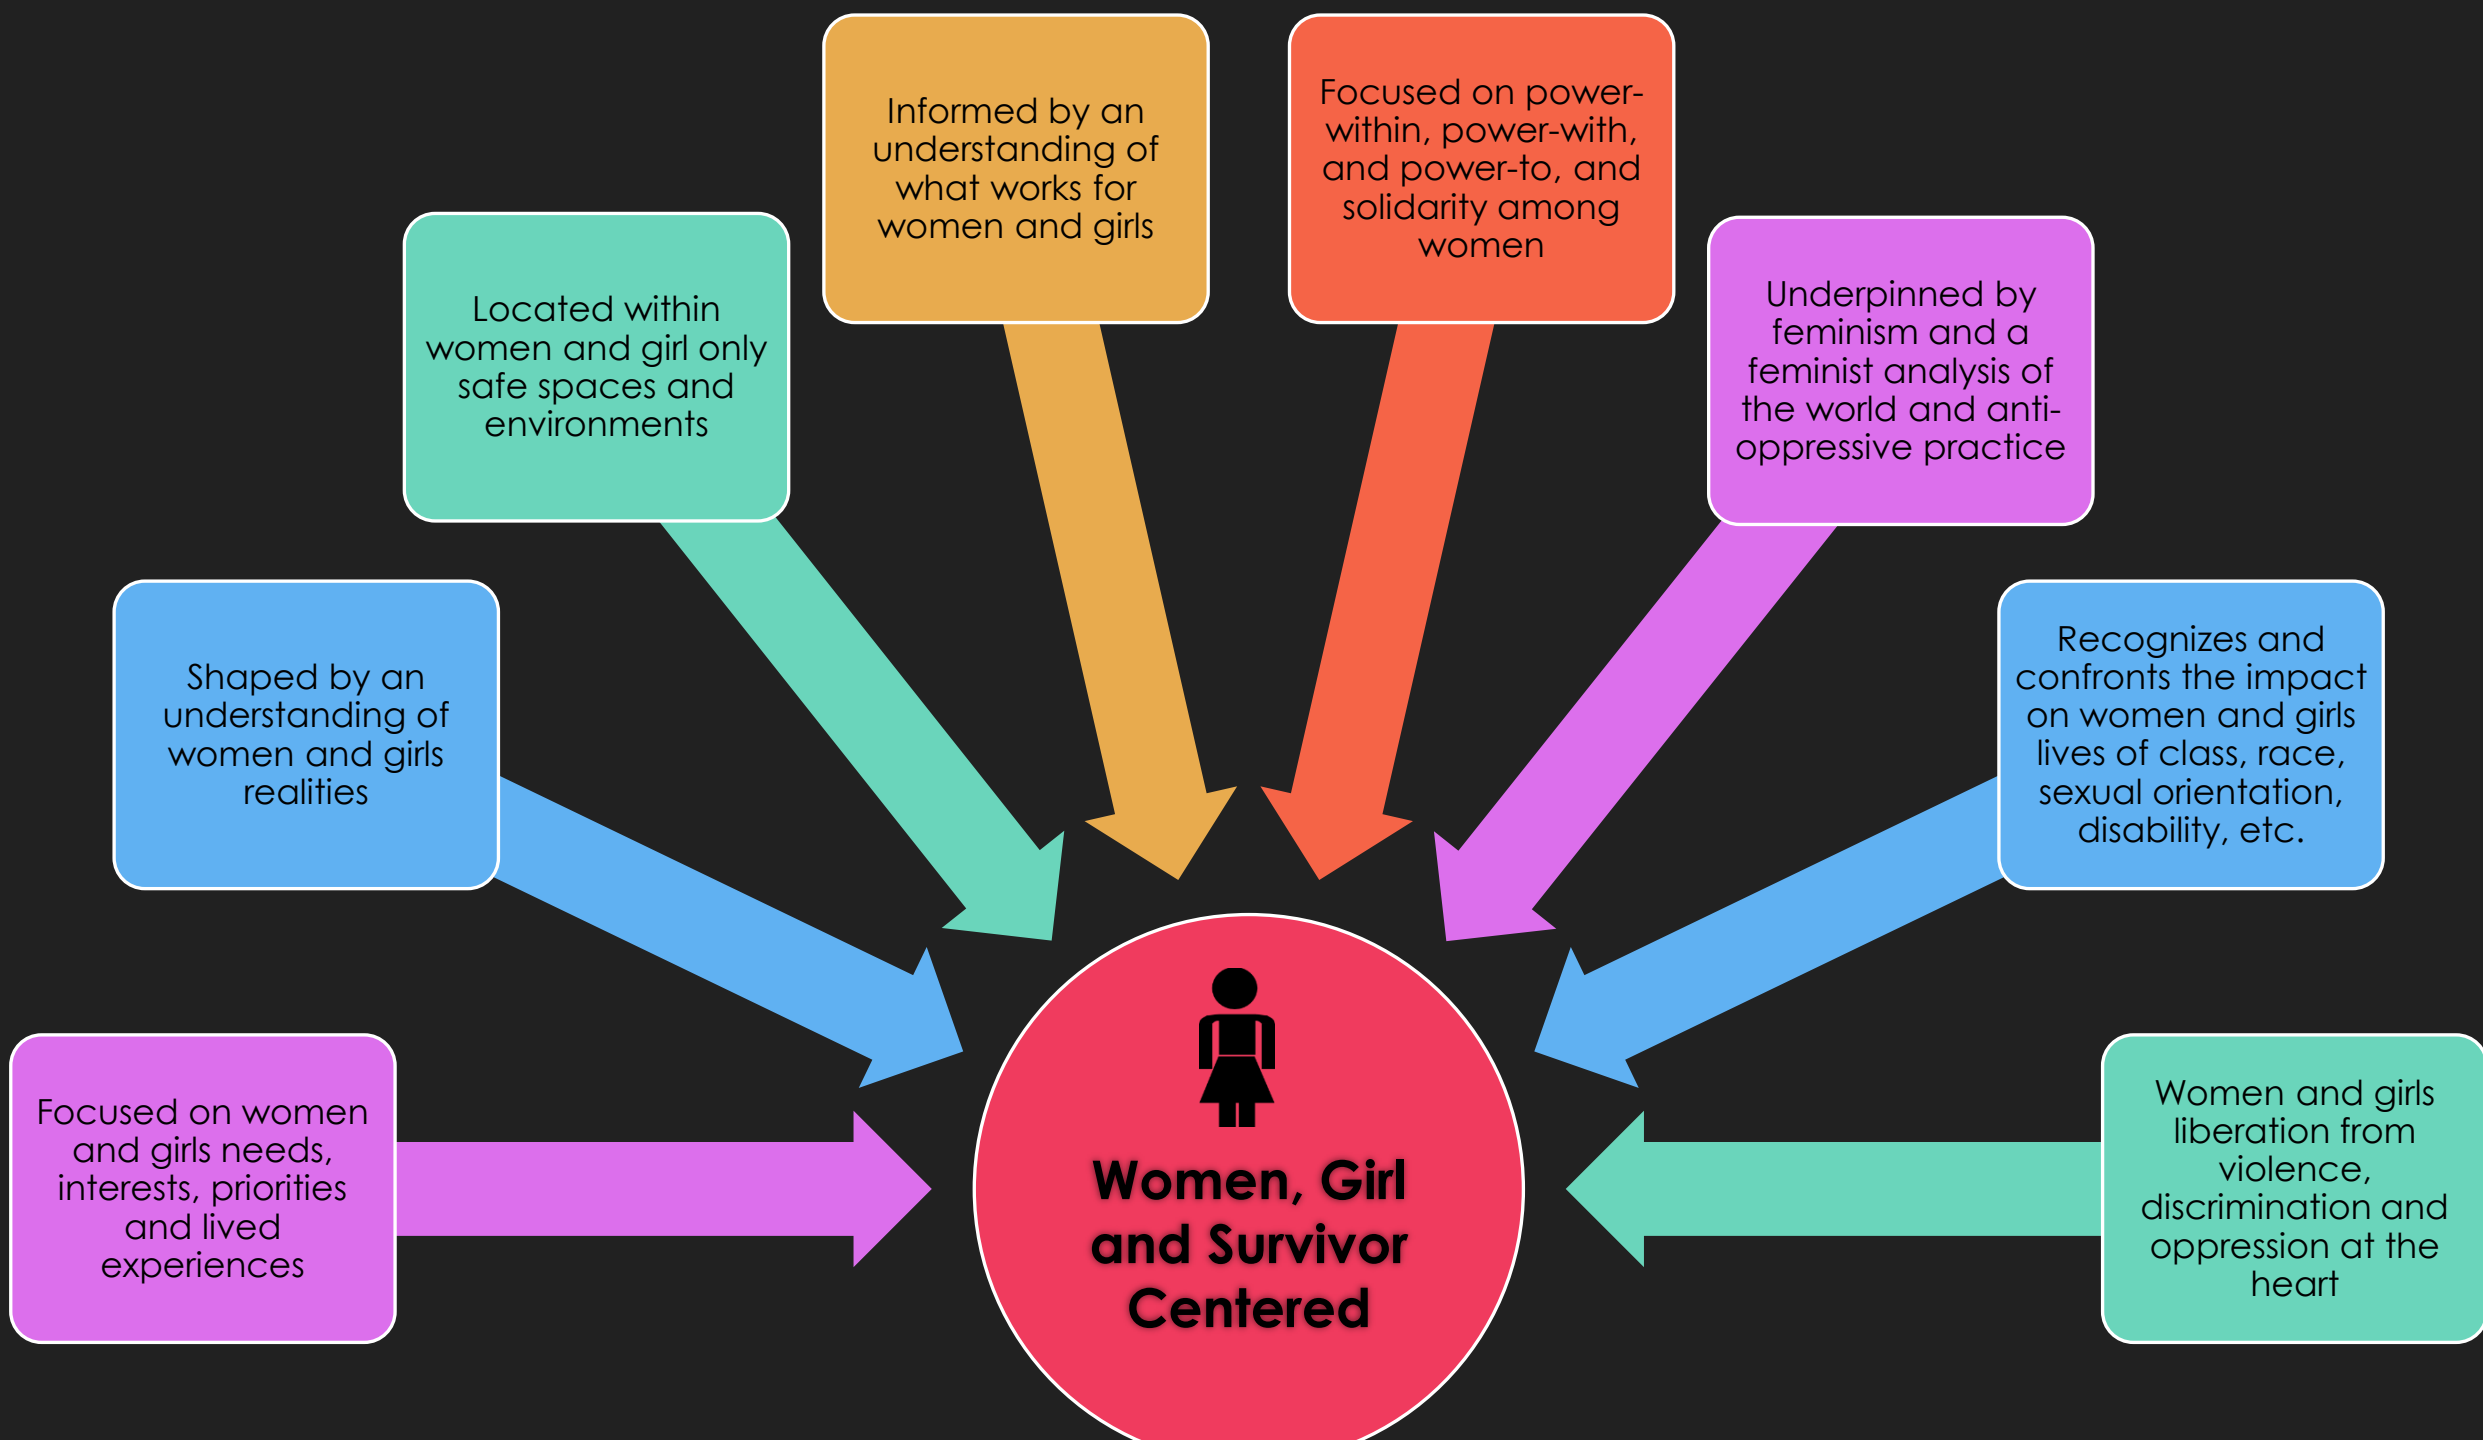 Focused on women
and girls needs,
interests, priorities
and lived
experiences
Shaped by an
understanding of
women and girls
realities
Located within
women and girl only
safe spaces and
environments
Informed by an
understanding of
what works for
women and girls
Focused on power-
within, power-with,
and power-to, and
solidarity among
women
Underpinned by
feminism and a
feminist analysis of
the world and anti-
oppressive practice
Recognizes and
confronts the impact
on women and girls
lives of class, race,
sexual orientation,
disability, etc.
Women and girls
liberation from
violence,
discrimination and
oppression at the
heart
Women, Girl
and Survivor
Centered